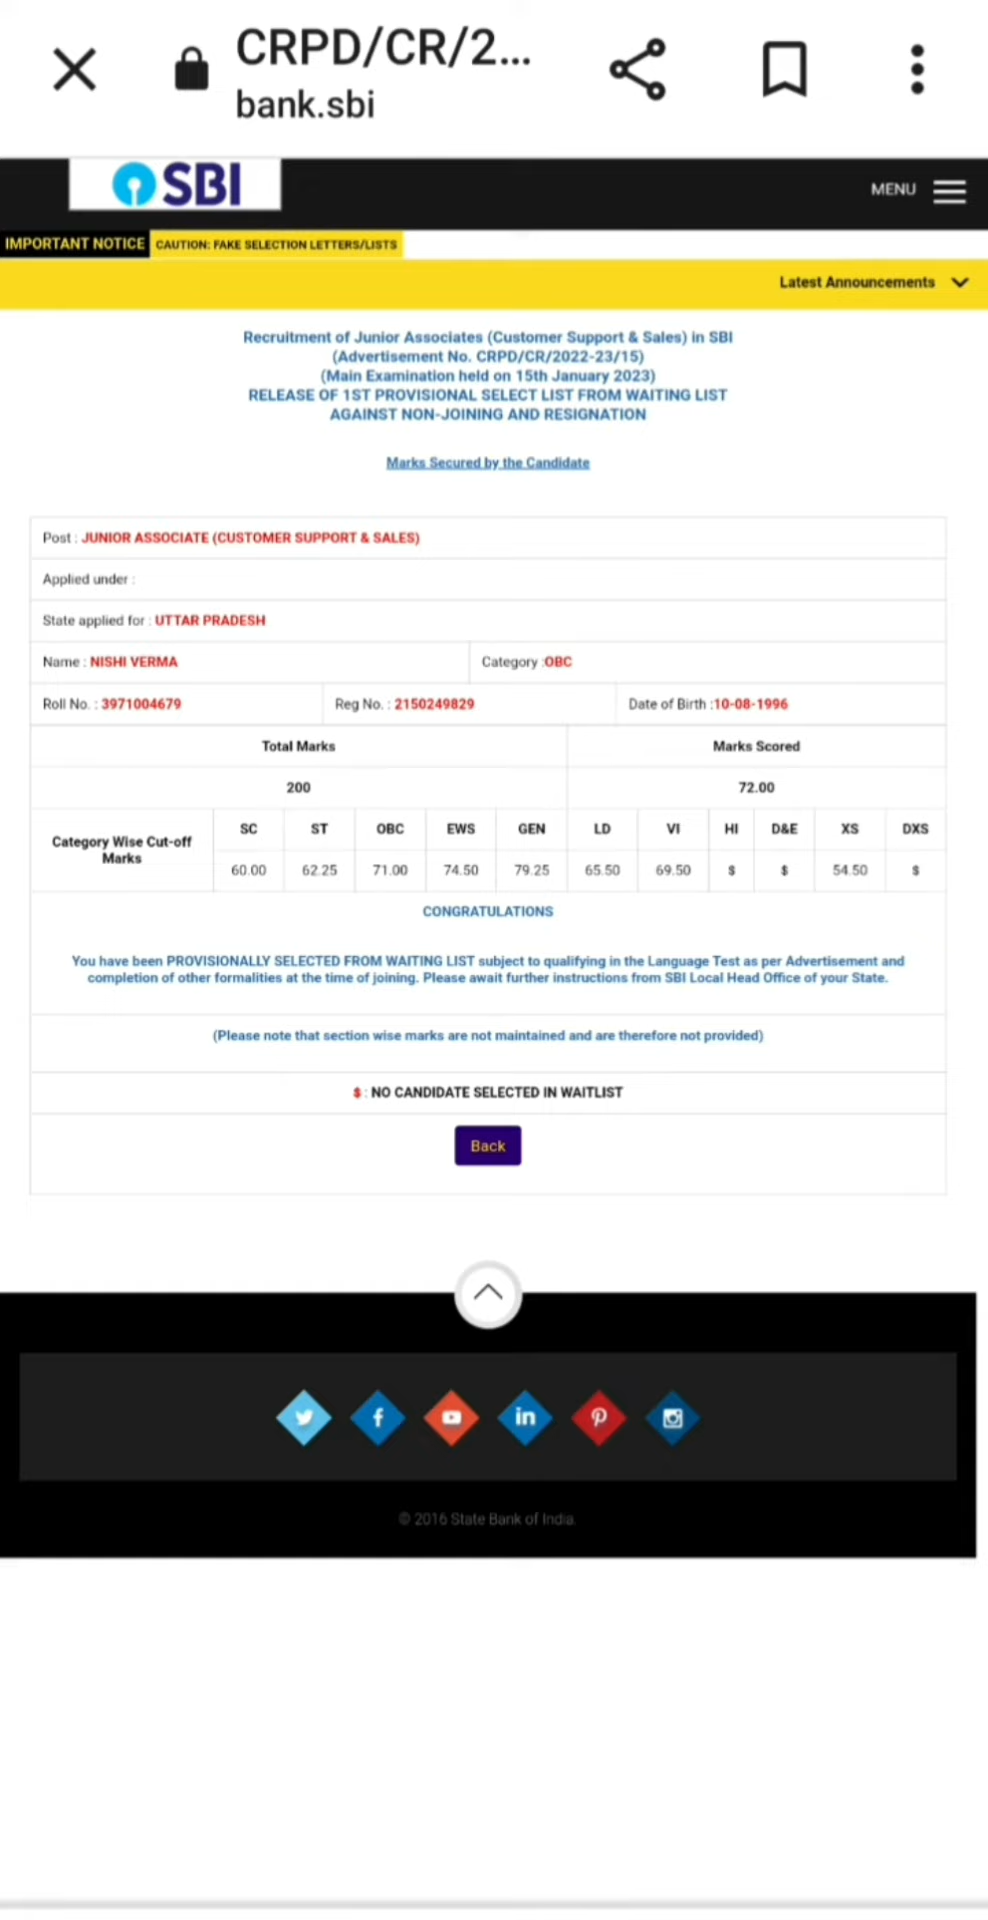 CRPD/CR/2...
bank.sbi
SBI
MENU
IMPORTANT NOTICE CAUTION: FAKE SELECTION LETTERS/LISTS
Latest Announcements
Recruitment of Junior Associates (Customer Support & Sales) in SBI
(Advertisement No. CRPD/CR/2022-23/15)
(Main Examination held on 15th January 2023)
RELEASE OF 1ST PROVISIONAL SELECT LIST FROM WAITING LIST
AGAINST NON-JOINING AND RESIGNATION
Marks Secured by the Candidate
Post : JUNIOR ASSOCIATE (CUSTOMER SUPPORT & SALES)
Applied under :
State applied for : UTTAR PRADESH
Name : NISHI VERMA Category :OBC
Roll No. : 3971004679 Reg No. : 2150249829 Date of Birth :10-08-1996
Total Marks Marks Scored
200 72.00
Category Wise Cut-off Marks SC ST OBC EWS GEN LD VI HI D&E XS DXS
60.00 62.25 71.00 74.50 79.25 65.50 69.50 $ $ 54.50 $
CONGRATULATIONS
You have been PROVISIONALLY SELECTED FROM WAITING LIST subject to qualifying in the Language Test as per Advertisement and
completion of other formalities at the time of joining. Please await further instructions from SBI Local Head Office of your State.
(Please note that section wise marks are not maintained and are therefore not provided)
$ : NO CANDIDATE SELECTED IN WAITLIST
Back
© 2016 State Bank of India.